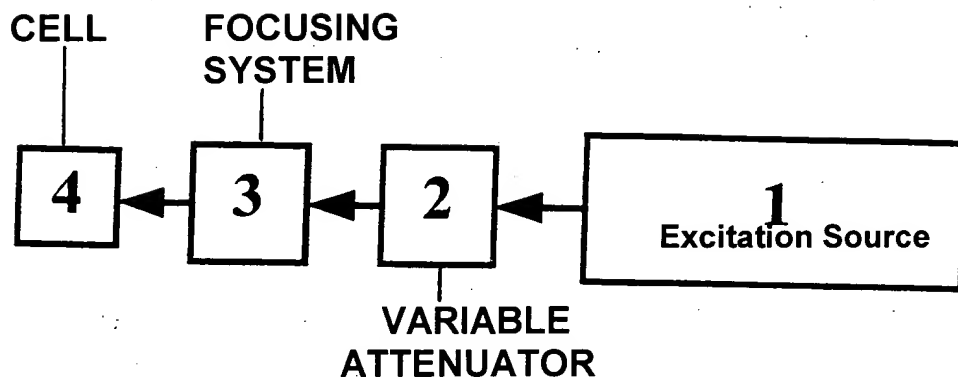 CELL
FOCUSING
SYSTEM
4
3
2
1
Excitation Source
VARIABLE
ATTENUATOR